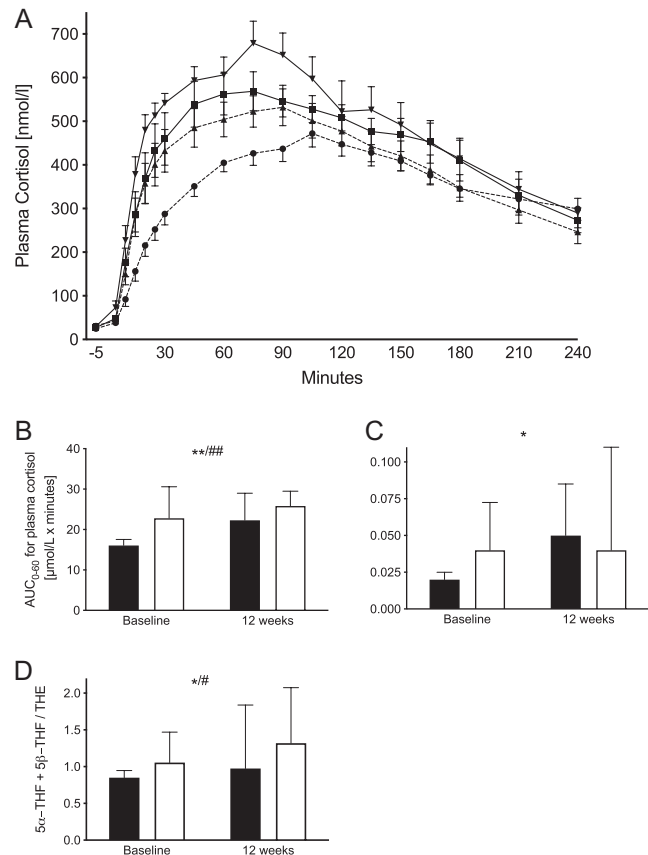 A
Plasma Cortisol [nmol/l]
700
600
500
400
300
200
100
0
-5 30 60 90 120 150 180 210 240
Minutes
B
**/##
AUC0-60 for plasma cortisol
[µmol/L x minutes]
40
30
20
10
0
Baseline 12 weeks
C
*
0.100
0.075
0.050
0.025
0.000
Baseline 12 weeks
D
*/#
5α–THF + 5β–THF / THE
2.0
1.5
1.0
0.5
0.0
Baseline 12 weeks